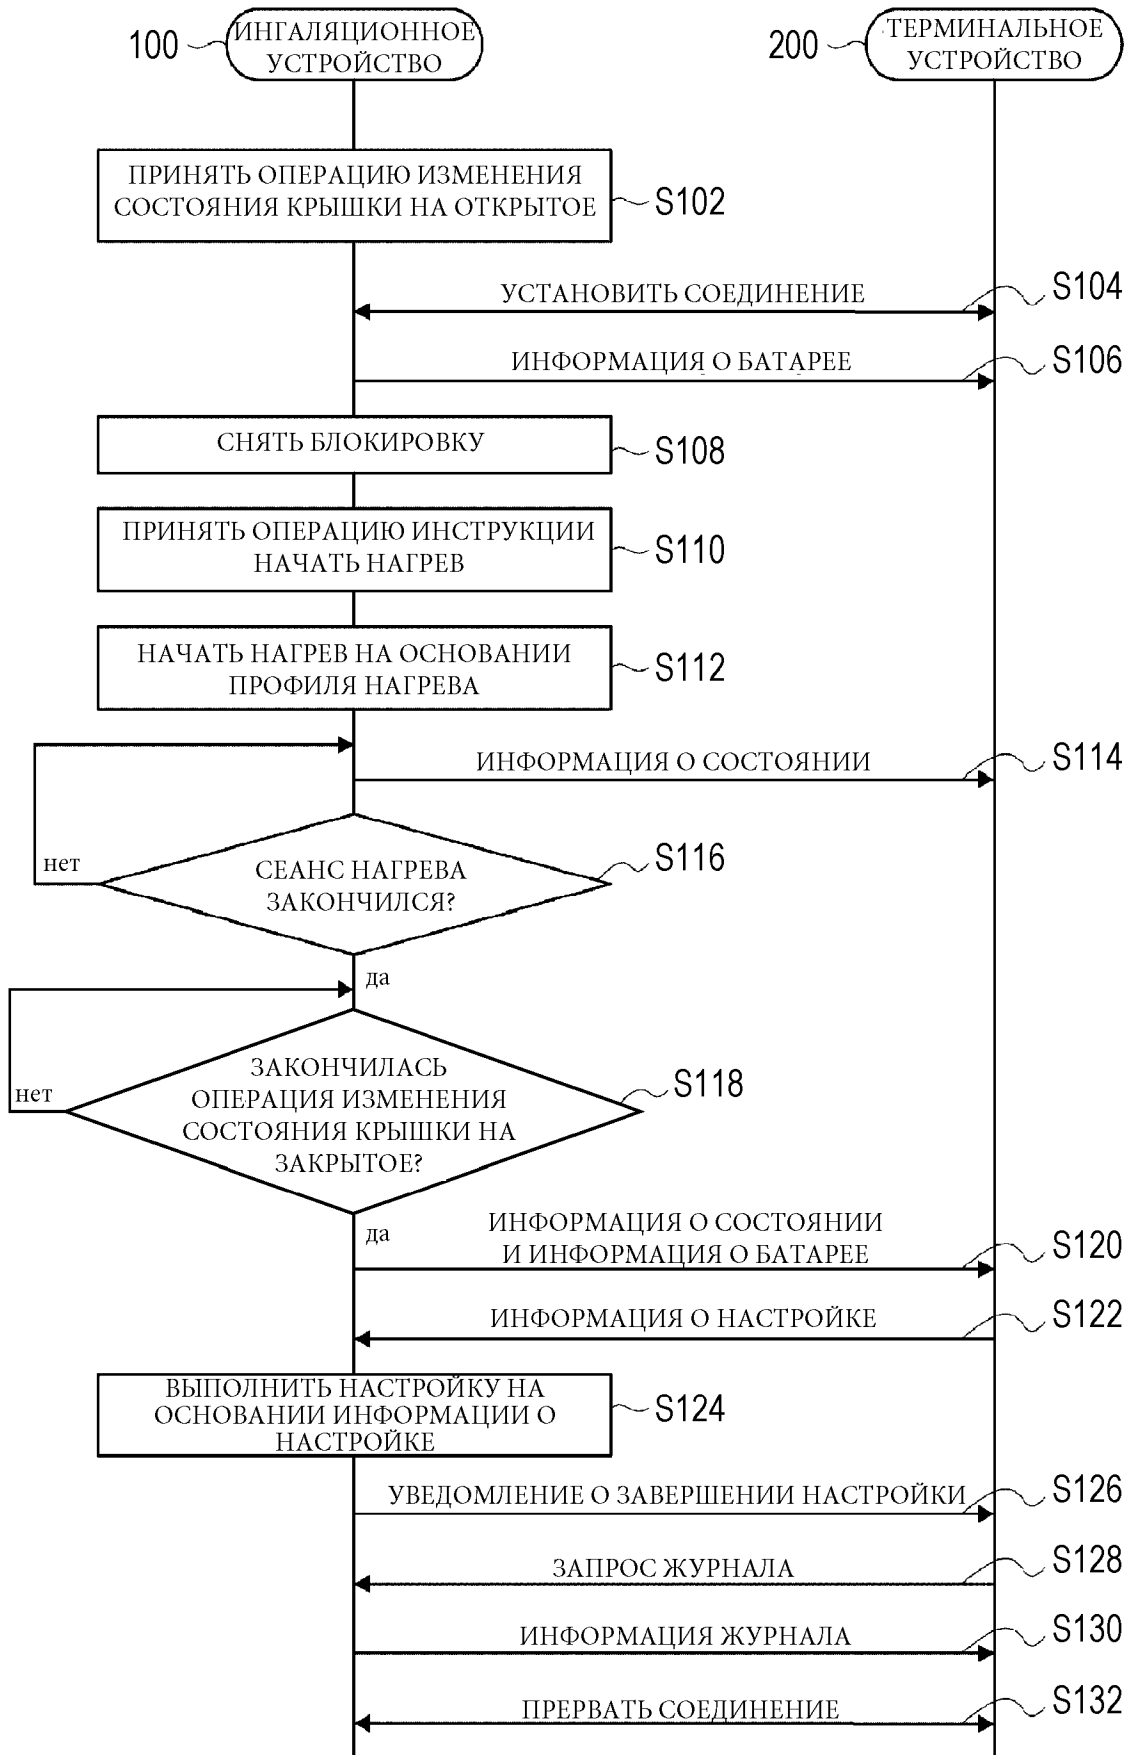 100
ИНГАЛЯЦИОННОЕ
УСТРОЙСТВО
200
ТЕРМИНАЛЬНОЕ
УСТРОЙСТВО
ПРИНЯТЬ ОПЕРАЦИЮ ИЗМЕНЕНИЯ
СОСТОЯНИЯ КРЫШКИ НА ОТКРЫТОЕ
S102
УСТАНОВИТЬ СОЕДИНЕНИЕ
S104
ИНФОРМАЦИЯ О БАТАРЕЕ
S106
СНЯТЬ БЛОКИРОВКУ
S108
ПРИНЯТЬ ОПЕРАЦИЮ ИНСТРУКЦИИ
НАЧАТЬ НАГРЕВ
S110
НАЧАТЬ НАГРЕВ НА ОСНОВАНИИ
ПРОФИЛЯ НАГРЕВА
S112
ИНФОРМАЦИЯ О СОСТОЯНИИ
S114
нет
СЕАНС НАГРЕВА
ЗАКОНЧИЛСЯ?
S116
да
нет
ЗАКОНЧИЛАСЬ
ОПЕРАЦИЯ ИЗМЕНЕНИЯ
СОСТОЯНИЯ КРЫШКИ НА
ЗАКРЫТОЕ?
S118
да
ИНФОРМАЦИЯ О СОСТОЯНИИ
И ИНФОРМАЦИЯ О БАТАРЕЕ
S120
ИНФОРМАЦИЯ О НАСТРОЙКЕ
S122
ВЫПОЛНИТЬ НАСТРОЙКУ НА
ОСНОВАНИИ ИНФОРМАЦИИ О
НАСТРОЙКЕ
S124
УВЕДОМЛЕНИЕ О ЗАВЕРШЕНИИ НАСТРОЙКИ
S126
ЗАПРОС ЖУРНАЛА
S128
ИНФОРМАЦИЯ ЖУРНАЛА
S130
ПРЕРВАТЬ СОЕДИНЕНИЕ
S132